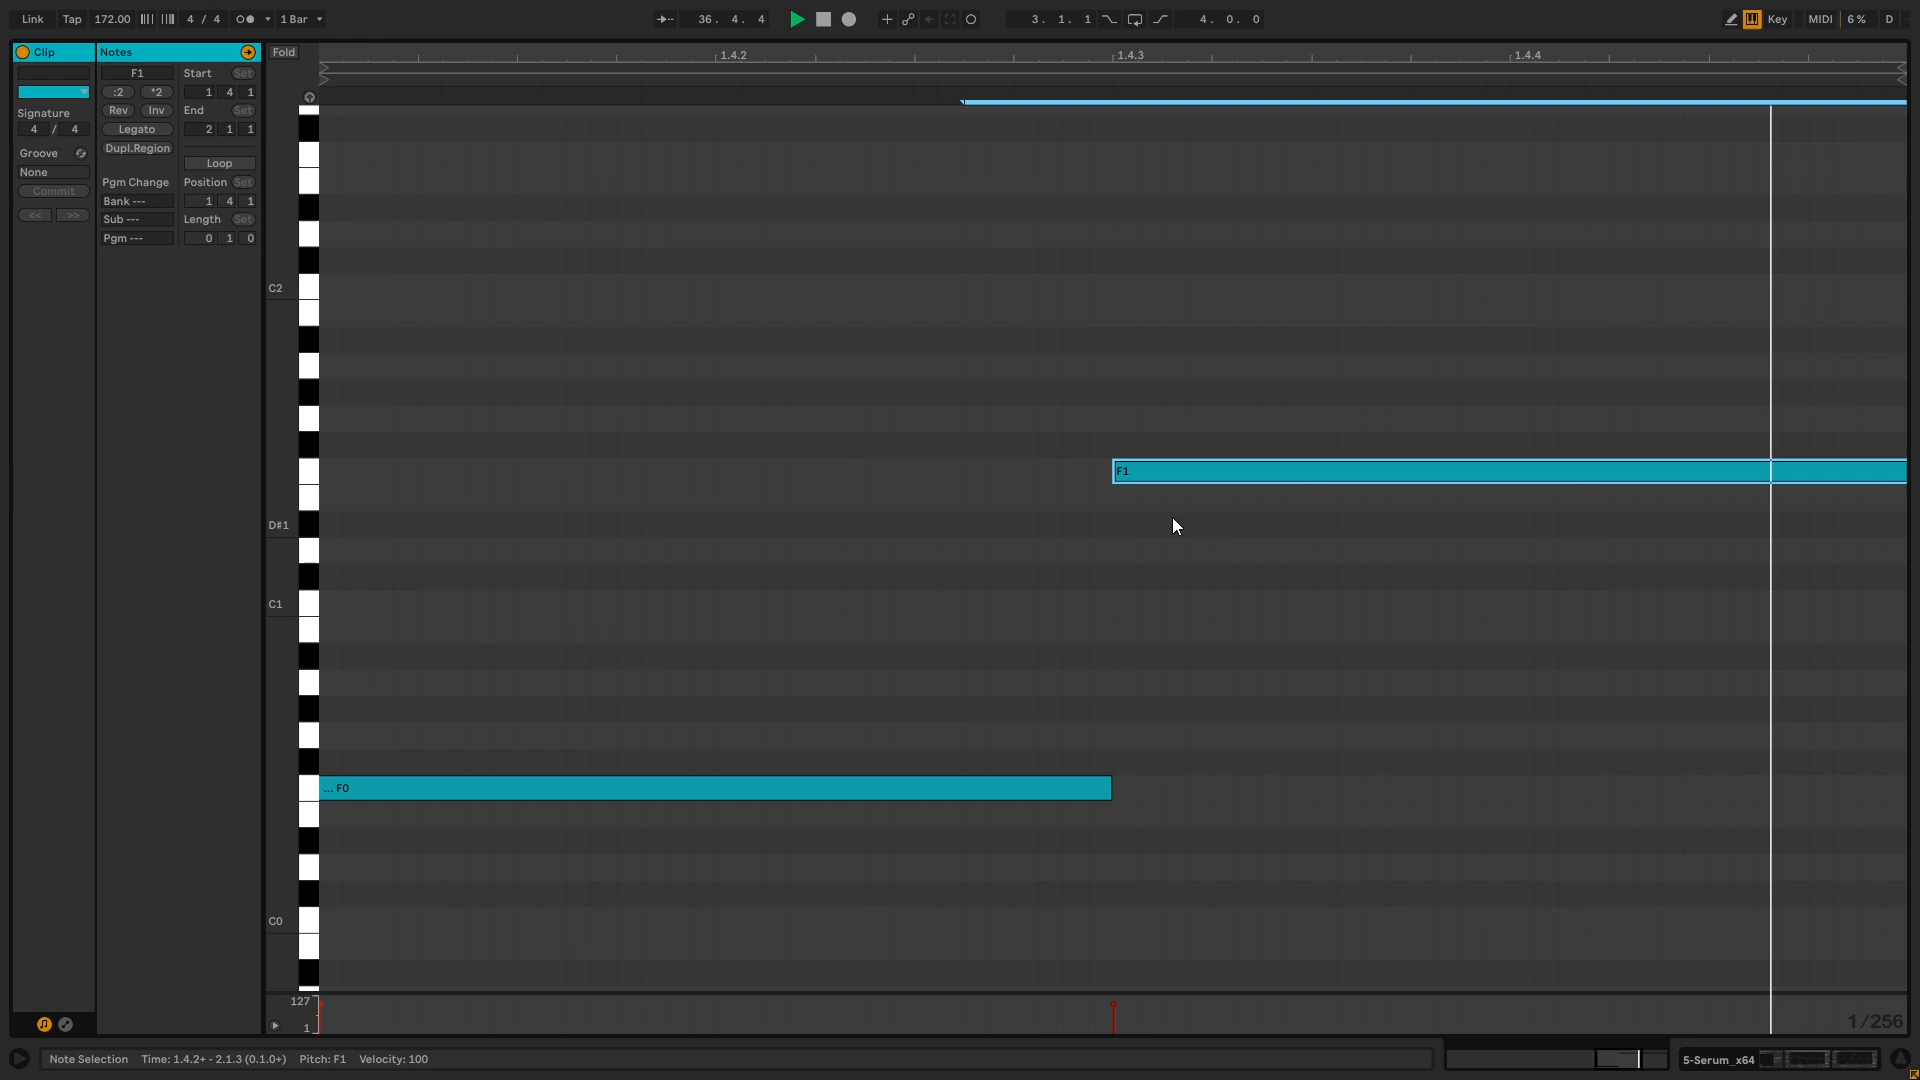 Link Tap 172.00 4 / 4 1 Bar 36. 4. 4 3. 1. 1 4. 0. 0 Key MIDI 6 % D
Clip Notes Fold 1.4.2 1.4.3 1.4.4
F1 Start Set
:2 *2 1 4 1
Signature Rev Inv End Set
4 / 4 Legato 2 1 1
Dupl.Region
Groove Loop
None
Pgm Change Position Set
Commit
Bank --- 1 4 1
<< >> Sub --- Length Set
Pgm --- 0 1 0
C2
F1
D#1
C1
... F0
C0
127
1
1/256
Note Selection Time: 1.4.2+ - 2.1.3 (0.1.0+) Pitch: F1 Velocity: 100 5-Serum_x64